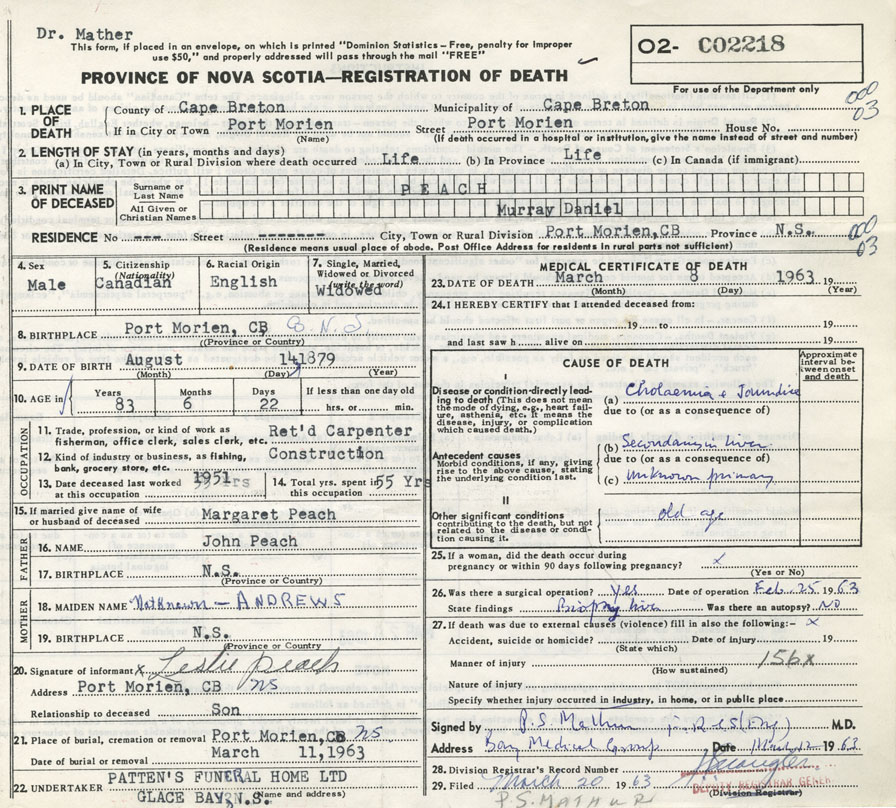 Dr. Mather
This form, if placed in an envelope, on which is printed "Dominion Statistics – Free, penalty for improper
use $50," and properly addressed will pass through the mail "FREE"
O2- C02218
PROVINCE OF NOVA SCOTIA—REGISTRATION OF DEATH
For use of the Department only
1. PLACE OF DEATH County of Cape Breton Municipality of Cape Breton 000 03
If in City or Town Port Morien Street Port Morien House No.
(Name) (If death occurred in a hospital or institution, give the name instead of street and number)
2. LENGTH OF STAY (in years, months and days)
(a) In City, Town or Rural Division where death occurred Life (b) In Province Life (c) In Canada (if immigrant)
3. PRINT NAME OF DECEASED Surname or Last Name PEACH
All Given or Christian Names Murray Daniel
RESIDENCE No --- Street ------- City, Town or Rural Division Port Morien,CB Province N.S. 000 03
(Residence means usual place of abode. Post Office Address for residents in rural parts not sufficient)
4. Sex Male
5. Citizenship (Nationality) Canadian
6. Racial Origin English
7. Single, Married, Widowed or Divorced (write the word) Widowed
8. BIRTHPLACE Port Morien, CB
(Province or Country)
9. DATE OF BIRTH August 14 1879
(Month) (Day) (Year)
10. AGE in Years 83 Months 6 Days 22 If less than one day old
hrs. or min.
OCCUPATION
11. Trade, profession, or kind of work as fisherman, office clerk, sales clerk, etc. Ret'd Carpenter
12. Kind of industry or business, as fishing, bank, grocery store, etc. Construction
13. Date deceased last worked at this occupation 1951
14. Total yrs. spent in this occupation 55 Yrs
15. If married give name of wife or husband of deceased Margaret Peach
FATHER
16. NAME John Peach
17. BIRTHPLACE N.S.
(Province or Country)
MOTHER
18. MAIDEN NAME Not known – ANDREWS
19. BIRTHPLACE N.S.
(Province or Country
20. Signature of informant x Leslie Peach
Address Port Morien, CB NS
Relationship to deceased Son
21. Place of burial, cremation or removal Port Morien,CB NS
Date of burial or removal March 11,1963
22. UNDERTAKER PATTEN'S FUNERAL HOME LTD
GLACE BAY, N.S. (Name and address)
MEDICAL CERTIFICATE OF DEATH
23. DATE OF DEATH March 8 1963 19
(Month) (Day) (Year)
24. I HEREBY CERTIFY that I attended deceased from:
19 to 19
and last saw h alive on 19
CAUSE OF DEATH
Approximate interval between onset and death
I
Disease or condition directly leading to death (This does not mean the mode of dying, e.g., heart failure, asthenia, etc. It means the disease, injury, or complication which caused death.)
(a) Cholaemia & Jaundice
due to (or as a consequence of)
Antecedent causes
Morbid conditions, if any, giving rise to the above cause, stating the underlying condition last.
(b) Secondary in liver
due to (or as a consequence of)
(c) Unknown primary
II
Other significant conditions
contributing to the death, but not related to the disease or condition causing it.
old age
25. If a woman, did the death occur during
pregnancy or within 90 days following pregnancy? x
(Yes or No)
26. Was there a surgical operation? yes Date of operation Feb 25 1963
State findings Biopsy liver Was there an autopsy? NO
27. If death was due to external causes (violence) fill in also the following:– x
Accident, suicide or homicide? Date of injury 19
(State which)
Manner of injury 156x
(How sustained)
Nature of injury
Specify whether injury occurred in industry, in home, or in public place
Signed by P.S. Mathur M.D.
Address Bay Medical Group Date 1963
28. Division Registrar's Record Number
29. Filed March 20 1963
DEPUTY REGISTRAR GENERAL
(Division Registrar)
P.S. MATHUR